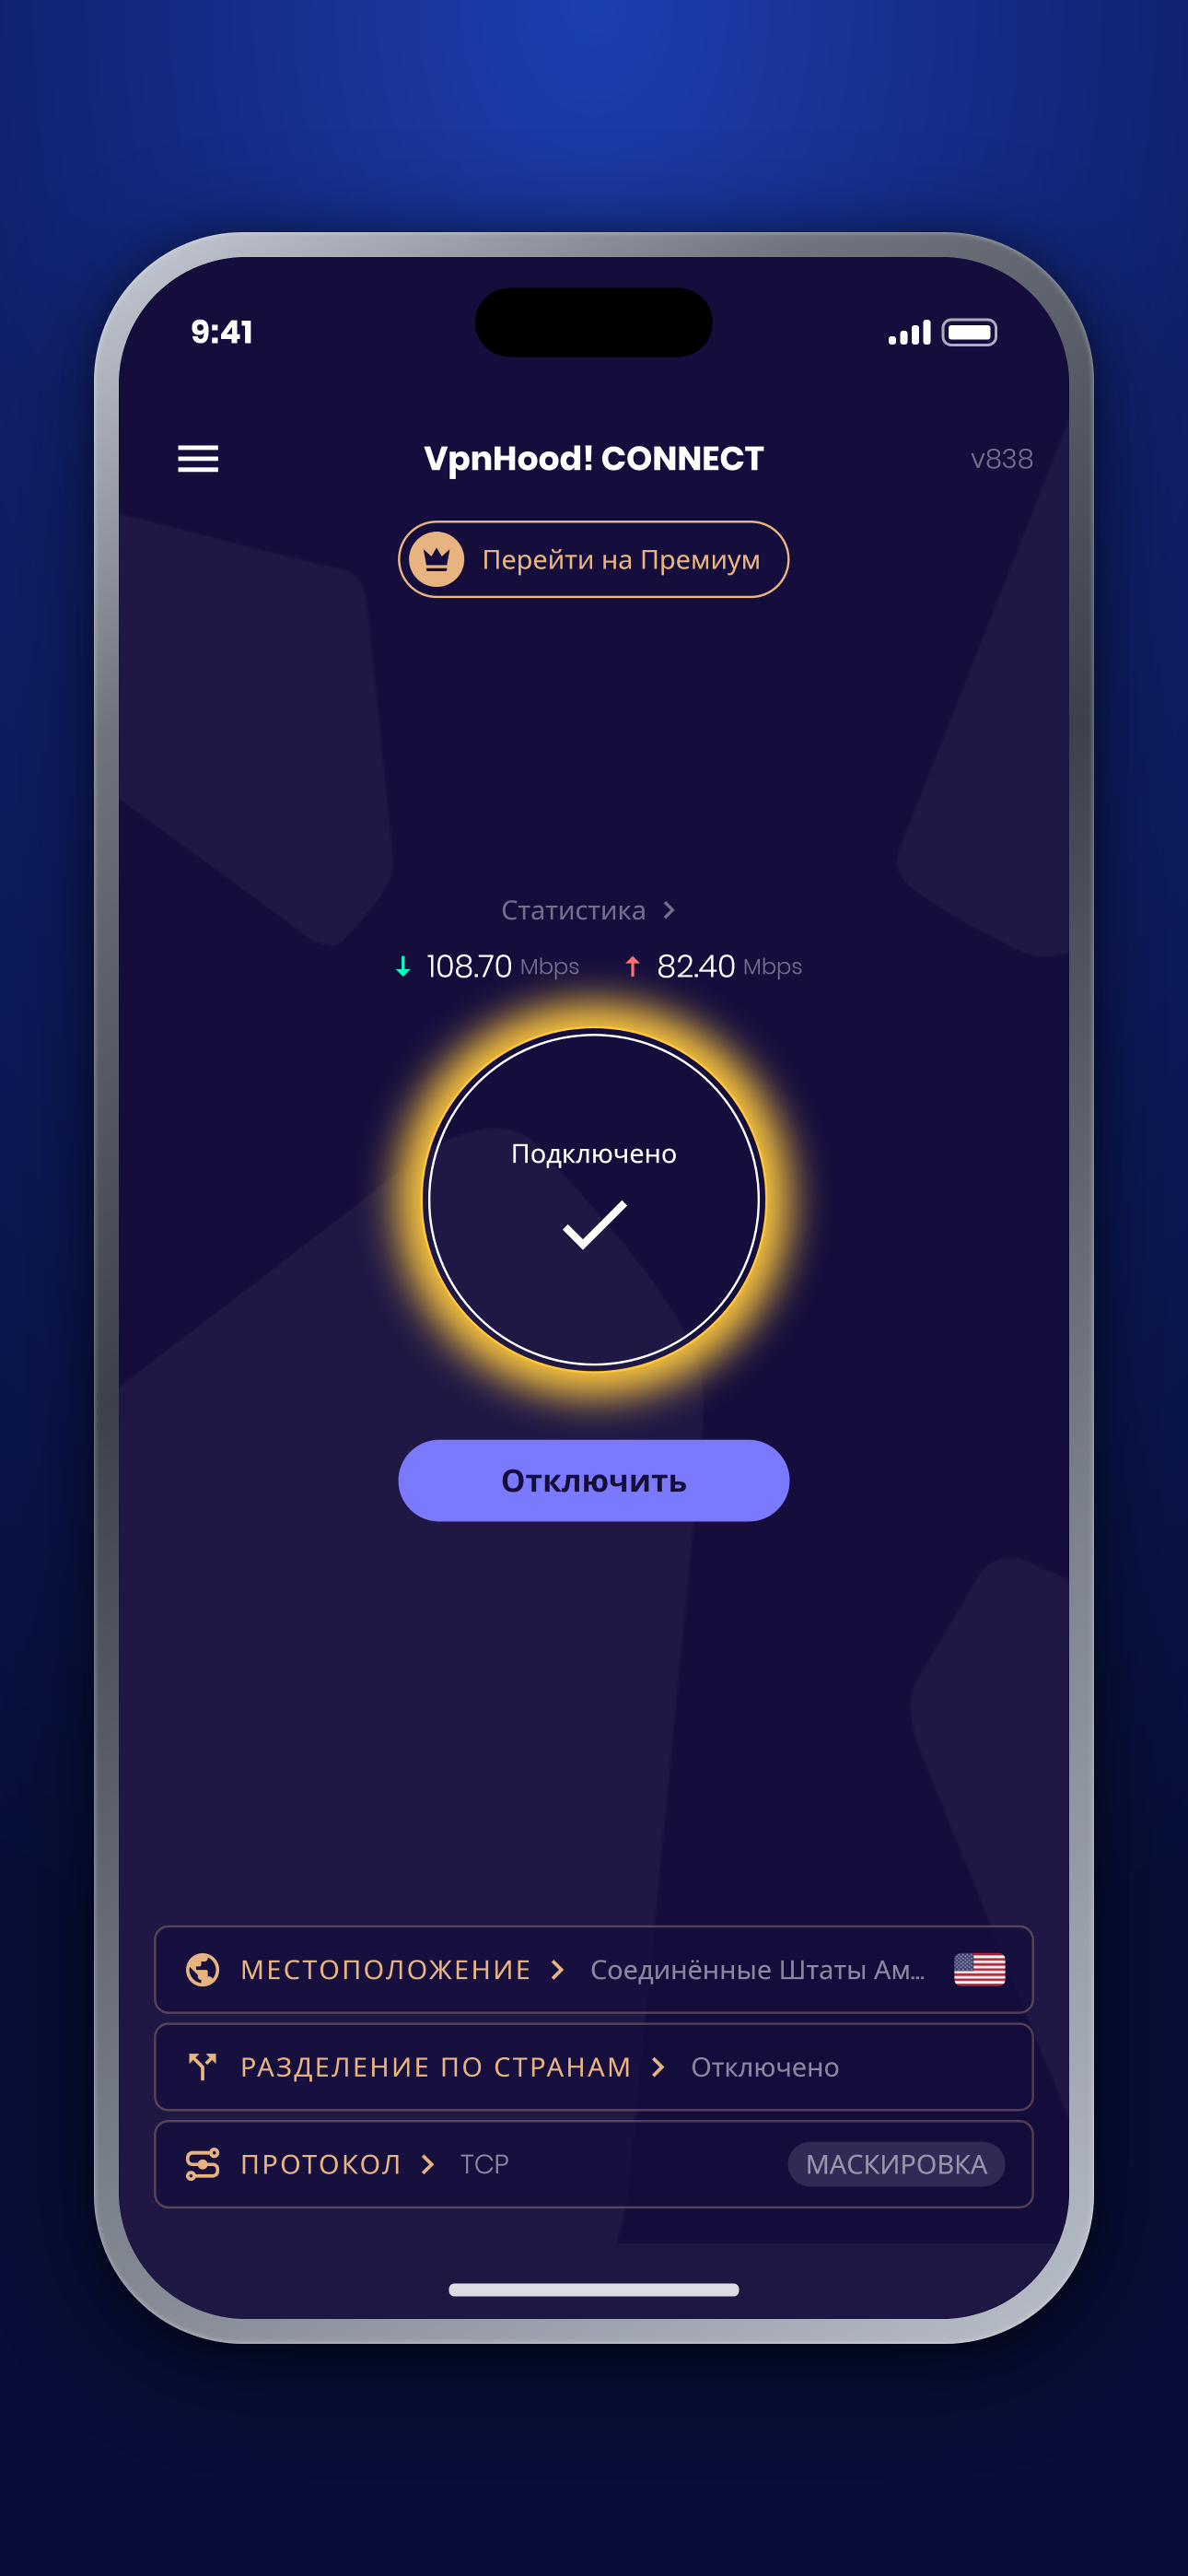 9:41
VpnHood! CONNECT
v838
Перейти на Премиум
Статистика
108.70 Mbps 82.40 Mbps
Подключено
Отключить
МЕСТОПОЛОЖЕНИЕ Соединённые Штаты Ам...
РАЗДЕЛЕНИЕ ПО СТРАНАМ Отключено
ПРОТОКОЛ TCP МАСКИРОВКА